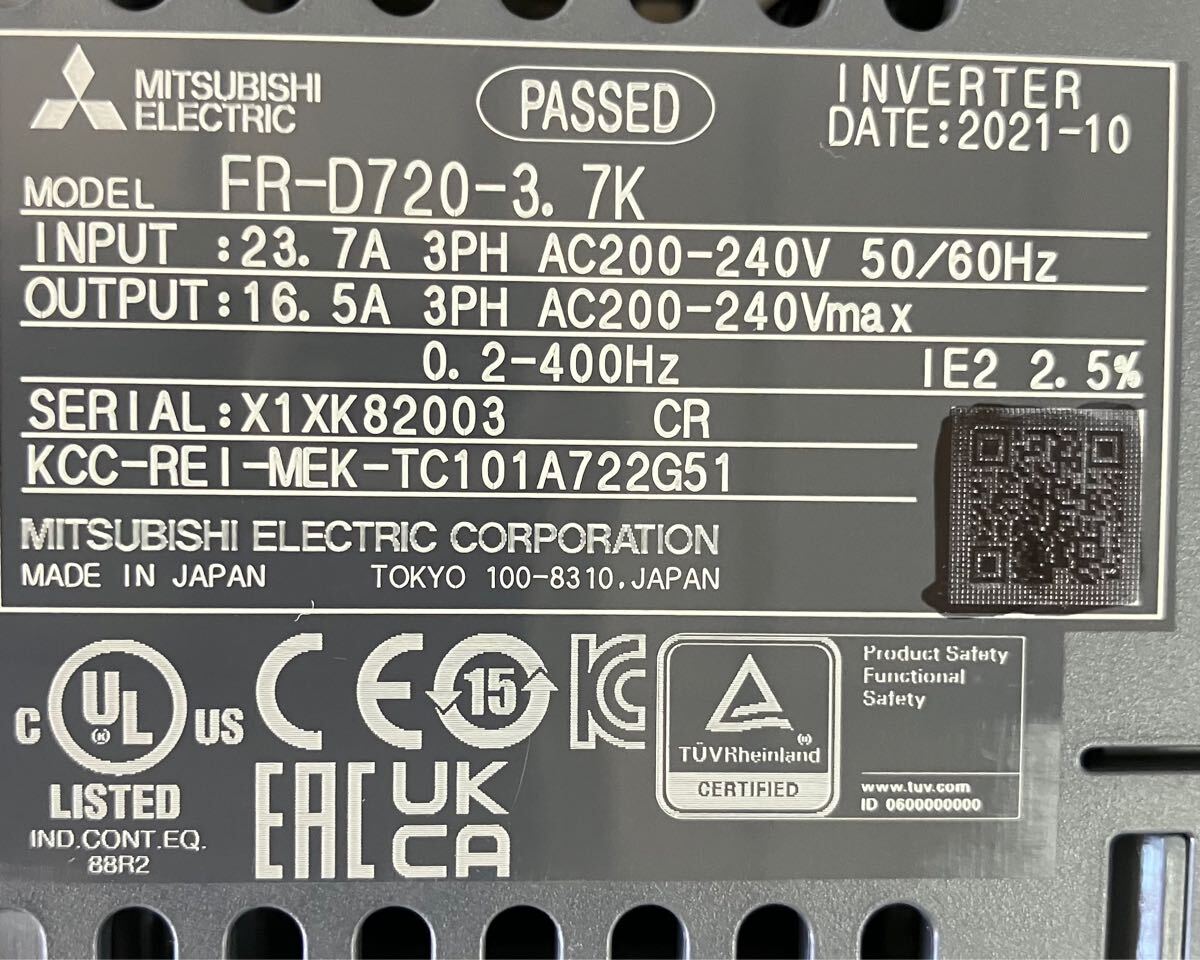 MITSUBISHI
ELECTRIC
PASSED
INVERTER
DATE:2021-10
MODEL FR-D720-3.7K
INPUT :23.7A 3PH AC200-240V 50/60Hz
OUTPUT:16.5A 3PH AC200-240Vmax
0.2-400Hz IE2 2.5%
SERIAL:X1XK82003 CR
KCC-REI-MEK-TC101A722G51
MITSUBISHI ELECTRIC CORPORATION
MADE IN JAPAN TOKYO 100-8310,JAPAN
C UL US
LISTED
IND.CONT.EQ.
88R2
CE
15
KC
EAC
UK
CA
TÜVRheinland
CERTIFIED
Product Safety
Functional
Safety
www.tuv.com
ID 0600000000